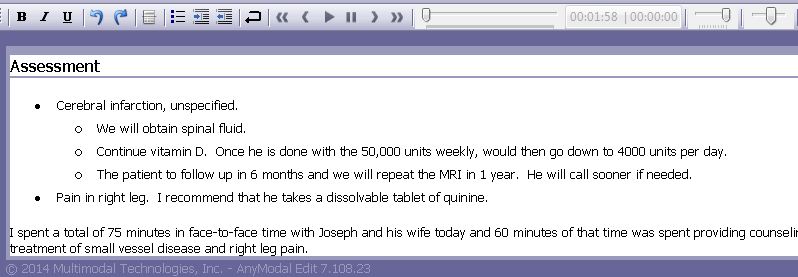 B I U
00:01:58 | 00:00:00
Assessment
Cerebral infarction, unspecified.
We will obtain spinal fluid.
Continue vitamin D. Once he is done with the 50,000 units weekly, would then go down to 4000 units per day.
The patient to follow up in 6 months and we will repeat the MRI in 1 year. He will call sooner if needed.
Pain in right leg. I recommend that he takes a dissolvable tablet of quinine.
I spent a total of 75 minutes in face-to-face time with Joseph and his wife today and 60 minutes of that time was spent providing counselin
treatment of small vessel disease and right leg pain.
© 2014 Multimodal Technologies, Inc. - AnyModal Edit 7.108.23